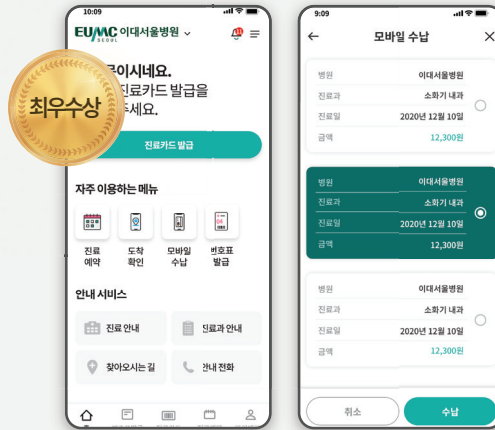 10:09
EUMC 이대서울병원
SEOUL
이시네요.
진료카드 발급을
세요.
최우수상
진료카드 발급
자주 이용하는 메뉴
진료
예약
도착
확인
모바일
수납
번호표
발급
안내 서비스
진료 안내
진료과 안내
찾아오시는 길
안내 전화
9:09
모바일 수납
병원 이대서울병원
진료과 소화기 내과
진료일 2020년 12월 10일
금액 12,300원
병원 이대서울병원
진료과 소화기 내과
진료일 2020년 12월 10일
금액 12,300원
병원 이대서울병원
진료과 소화기 내과
진료일 2020년 12월 10일
금액 12,300원
취소
수납